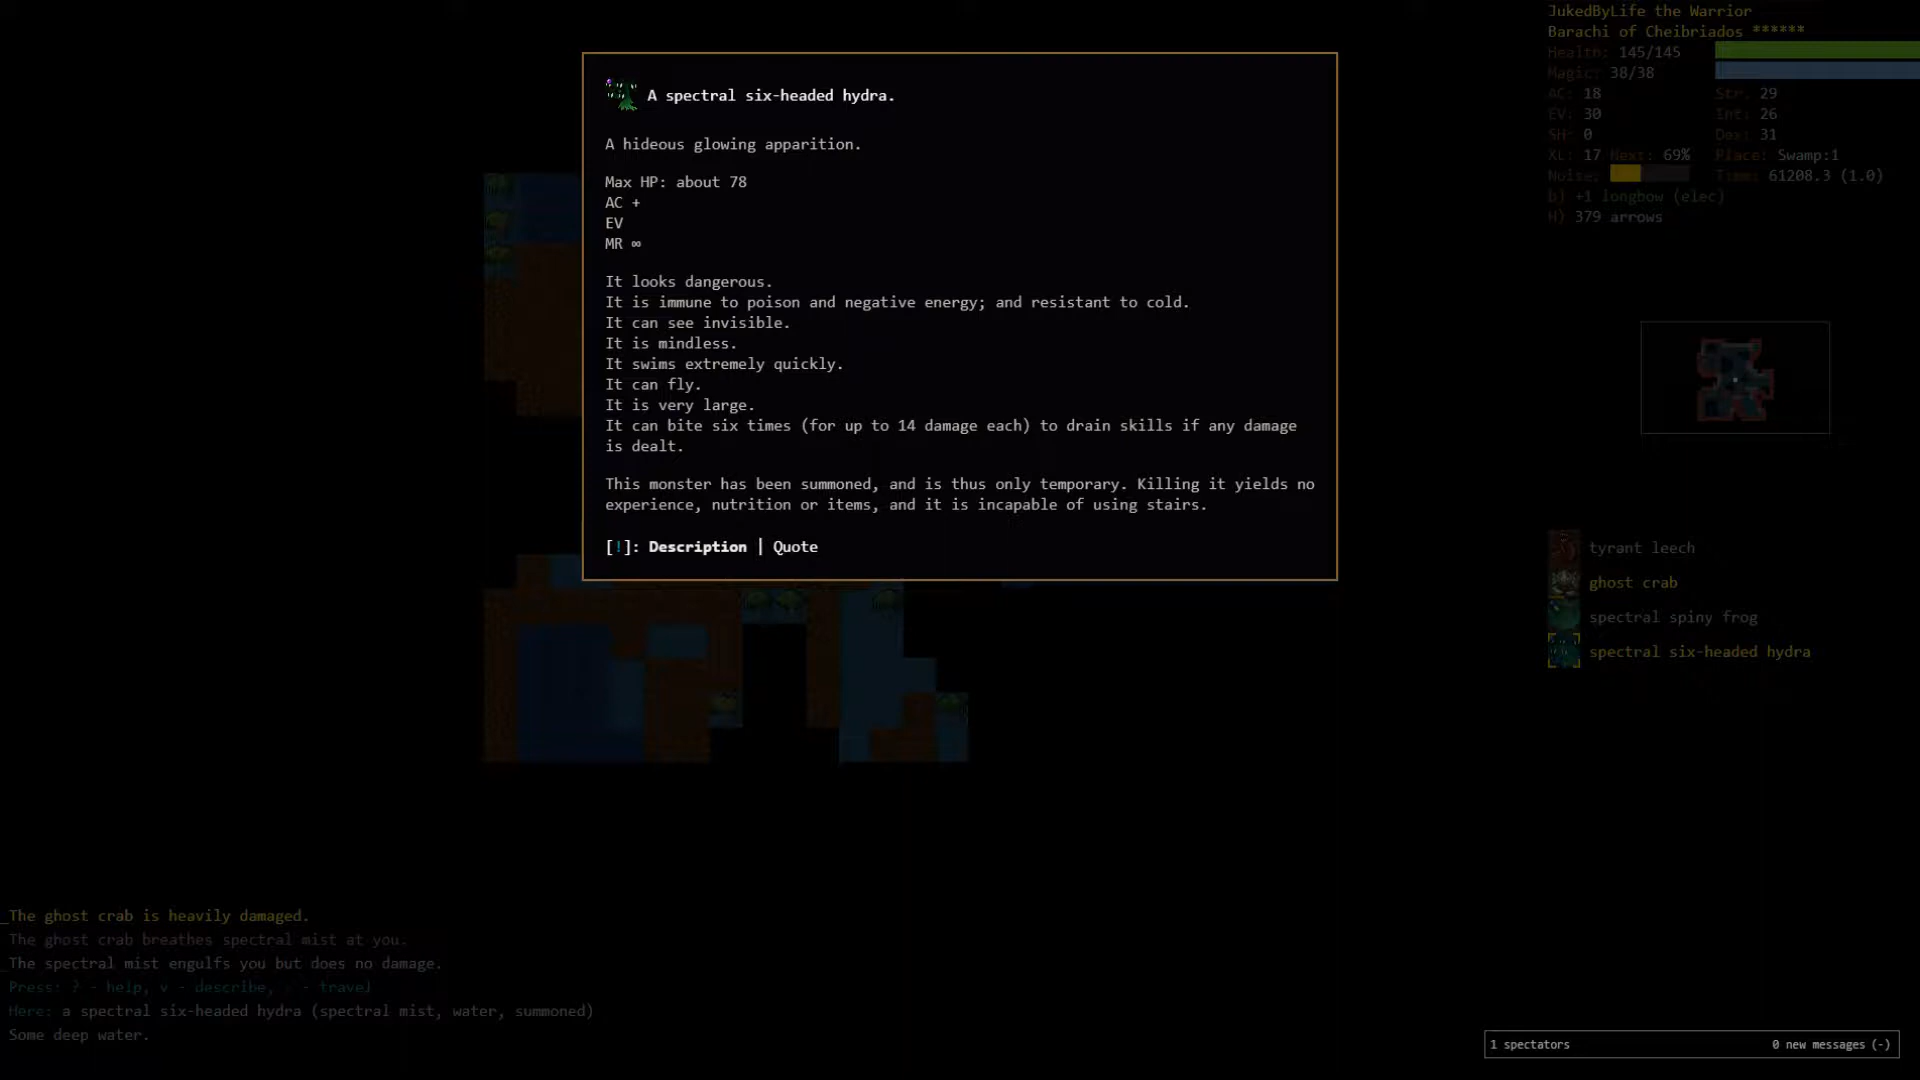 JukedByLife the Warrior
Barachi of Cheibriados ******
Health: 145/145
Magic: 38/38
AC: 18 Str: 29
EV: 30 Int: 26
SH: 0 Dex: 31
XL: 17 Next: 69% Place: Swamp:1
Noise: Time: 61208.3 (1.0)
b) +1 longbow (elec)
H) 379 arrows
A spectral six-headed hydra.
A hideous glowing apparition.
Max HP: about 78
AC +
EV
MR ∞
It looks dangerous.
It is immune to poison and negative energy; and resistant to cold.
It can see invisible.
It is mindless.
It swims extremely quickly.
It can fly.
It is very large.
It can bite six times (for up to 14 damage each) to drain skills if any damage
is dealt.
This monster has been summoned, and is thus only temporary. Killing it yields no
experience, nutrition or items, and it is incapable of using stairs.
[!]: Description | Quote
tyrant leech
ghost crab
spectral spiny frog
spectral six-headed hydra
_The ghost crab is heavily damaged.
The ghost crab breathes spectral mist at you.
_The spectral mist engulfs you but does no damage.
Press: ? - help, v - describe, . - travel
Here: a spectral six-headed hydra (spectral mist, water, summoned)
Some deep water.
1 spectators 0 new messages (-)